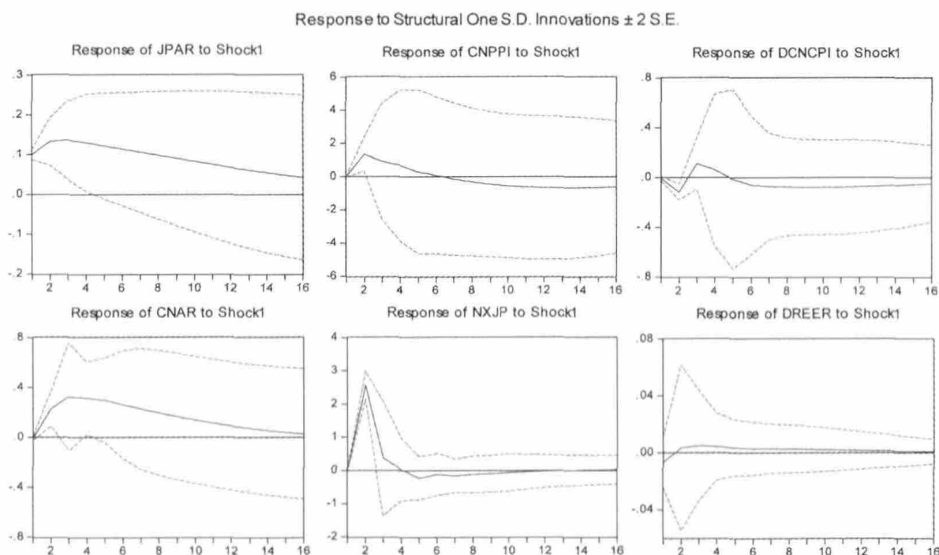 Response to Structural One S.D. Innovations ± 2 S.E.
Response of JPAR to Shock1
Response of CNPPI to Shock1
Response of DCNCPI to Shock1
.3
.2
.1
.0
-.1
-.2
2 4 6 8 10 12 14 16
6
4
2
0
-2
-4
-6
2 4 6 8 10 12 14 16
.8
.4
.0
-.4
-.8
2 4 6 8 10 12 14 16
Response of CNAR to Shock1
Response of NXJP to Shock1
Response of DREER to Shock1
.8
.4
.0
-.4
-.8
2 4 6 8 10 12 14 16
4
3
2
1
0
-1
-2
2 4 6 8 10 12 14 16
.08
.04
.00
-.04
2 4 6 8 10 12 14 16